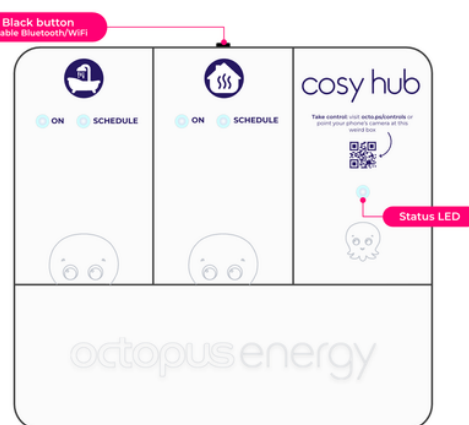 Black button
able Bluetooth/WiFi
ON
SCHEDULE
ON
SCHEDULE
cosy hub
Take control: visit octo.ps/controls or
point your phone's camera at this
weird box
Status LED
octopus energy